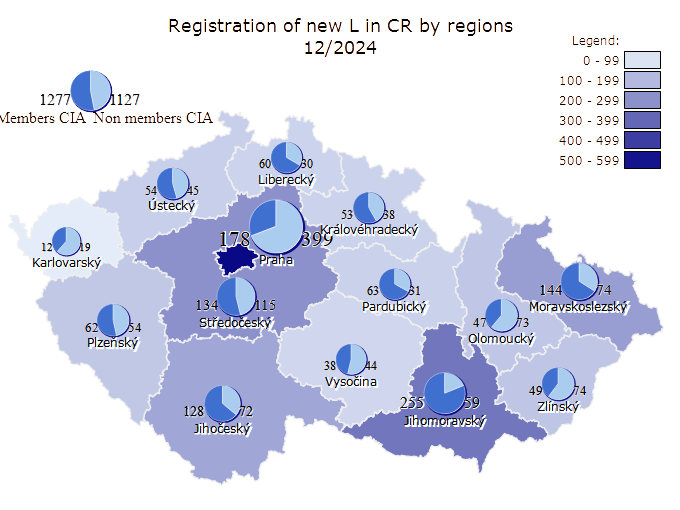 Registration of new L in CR by regions
12/2024
Legend:
0 - 99
100 - 199
200 - 299
300 - 399
400 - 499
500 - 599
1277 1127
Members CIA Non members CIA
60 30
Liberecký
54 45
Ústecký
53 38
Královéhradecký
12 19
Karlovarský
178 399
Praha
63 31
Pardubický
144 74
Moravskoslezský
134 115
Středočeský
62 54
Plzeňský
47 73
Olomoucký
38 44
Vysočina
49 74
Zlínský
128 72
Jihočeský
255 59
Jihomoravský